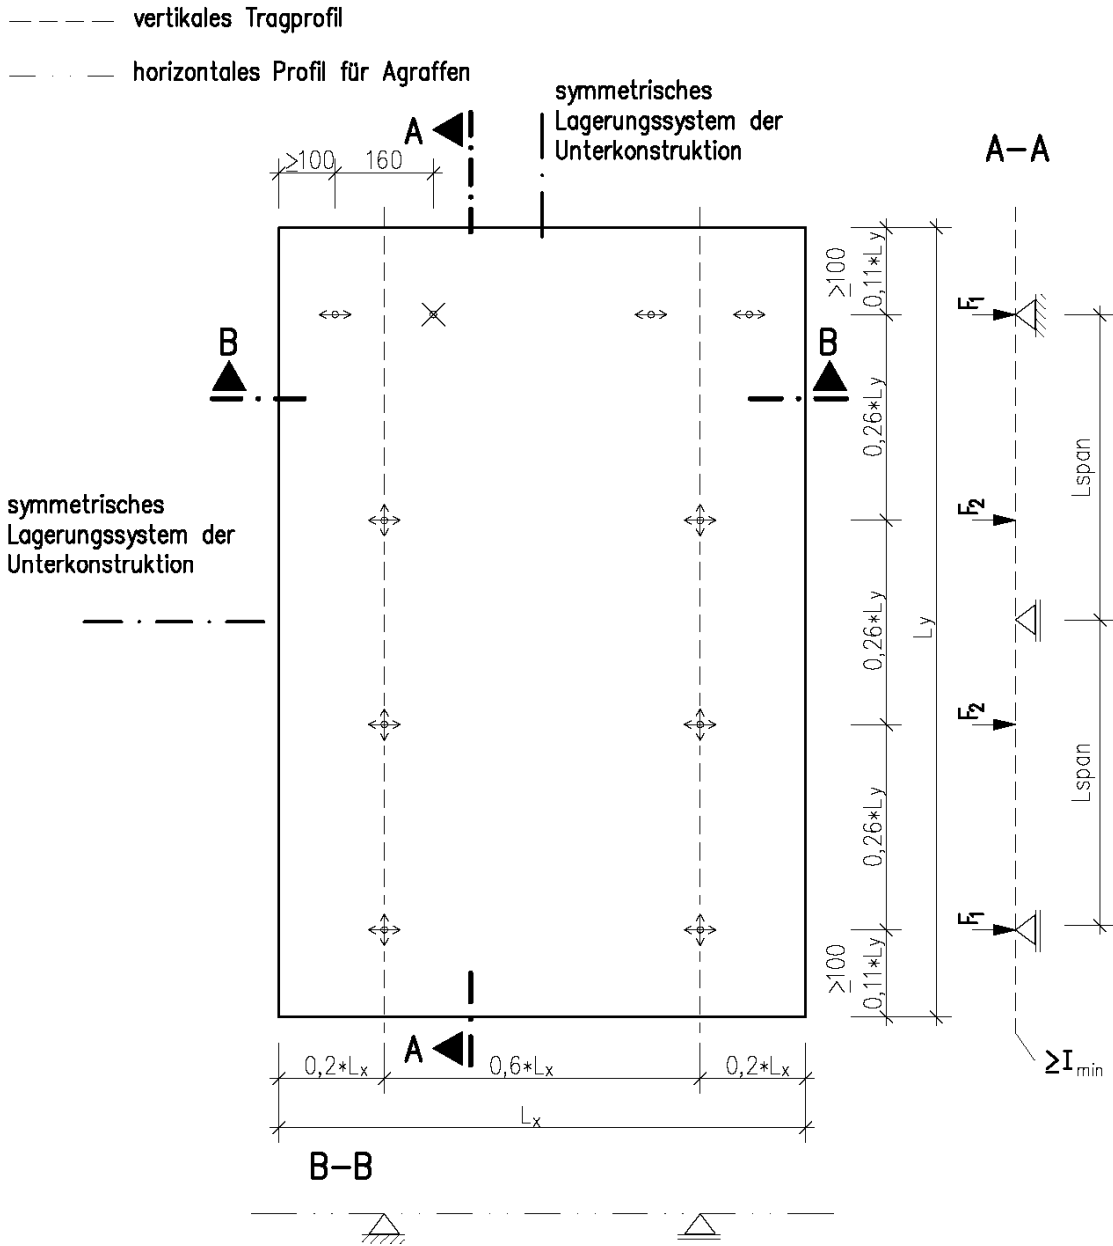 vertikales Tragprofil
horizontales Profil für Agraffen
symmetrisches
Lagerungssystem der
Unterkonstruktion
A
A-A
≥100
160
≥100
0,11*Ly
F1
B
B
0,26*Ly
Lspan
symmetrisches
Lagerungssystem der
Unterkonstruktion
F2
0,26*Ly
Ly
F2
Lspan
0,26*Ly
F1
≥100
0,11*Ly
A
0,2*Lx
0,6*Lx
0,2*Lx
≥Imin
Lx
B-B